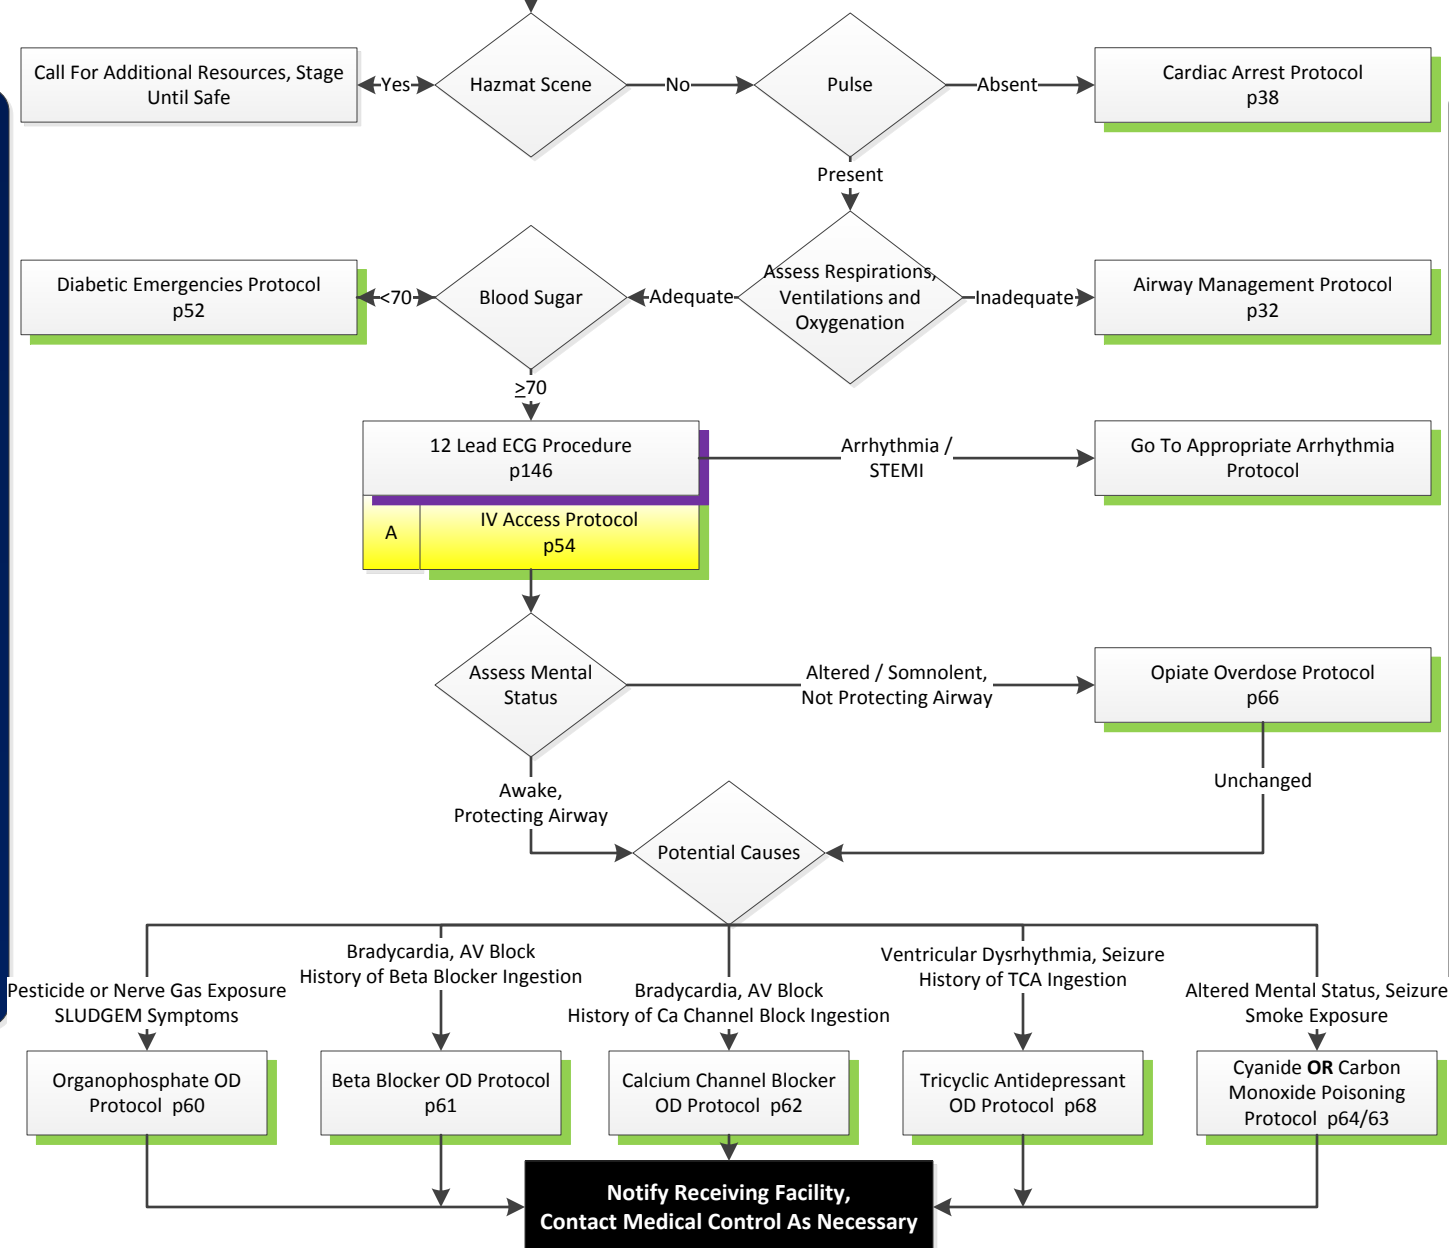 Call For Additional Resources, Stage
Until Safe
Yes
Hazmat Scene
No
Pulse
Absent
Cardiac Arrest Protocol
p38
Present
Diabetic Emergencies Protocol
p52
<70
Blood Sugar
Adequate
Assess Respirations,
Ventilations and
Oxygenation
Inadequate
Airway Management Protocol
p32
≥70
12 Lead ECG Procedure
p146
Arrhythmia /
STEMI
Go To Appropriate Arrhythmia
Protocol
A
IV Access Protocol
p54
Assess Mental
Status
Altered / Somnolent,
Not Protecting Airway
Opiate Overdose Protocol
p66
Awake,
Protecting Airway
Unchanged
Potential Causes
Pesticide or Nerve Gas Exposure
SLUDGEM Symptoms
Bradycardia, AV Block
History of Beta Blocker Ingestion
Bradycardia, AV Block
History of Ca Channel Block Ingestion
Ventricular Dysrhythmia, Seizure
History of TCA Ingestion
Altered Mental Status, Seizure
Smoke Exposure
Organophosphate OD
Protocol p60
Beta Blocker OD Protocol
p61
Calcium Channel Blocker
OD Protocol p62
Tricyclic Antidepressant
OD Protocol p68
Cyanide OR Carbon
Monoxide Poisoning
Protocol p64/63
Notify Receiving Facility,
Contact Medical Control As Necessary